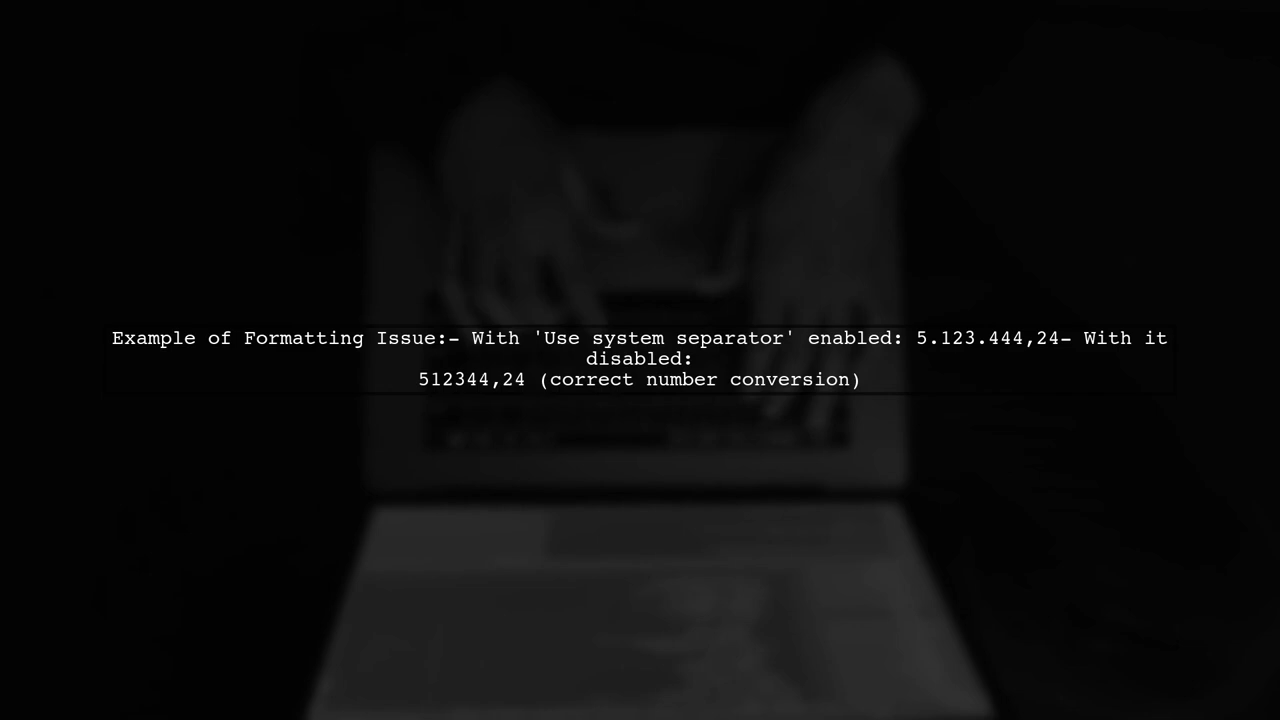 Example of Formatting Issue:- With 'Use system separator' enabled: 5.123.444,24- With it
disabled:
512344,24 (correct number conversion)